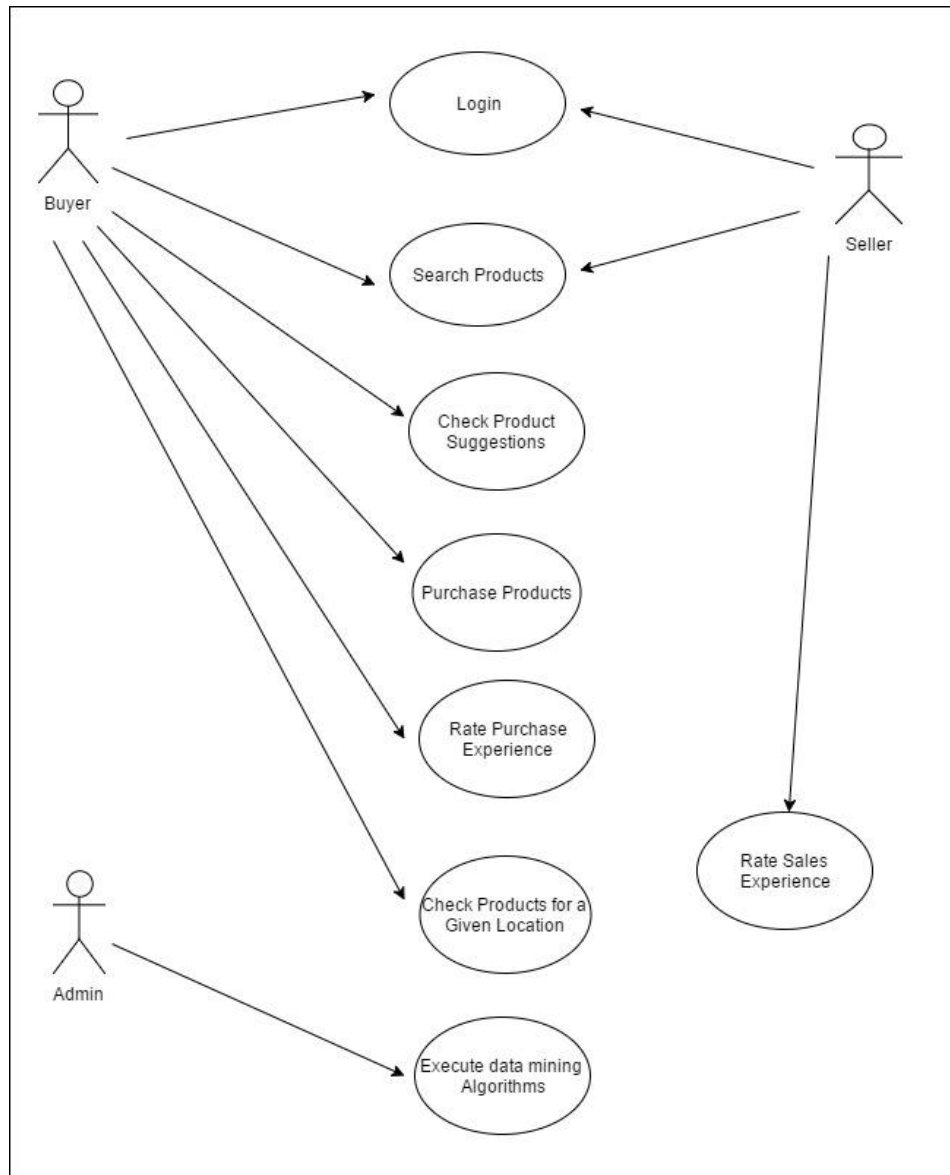 Login
Buyer
Seller
Search Products
Check Product
Suggestions
Purchase Products
Rate Purchase
Experience
Rate Sales
Experience
Check Products for a
Given Location
Admin
Execute data mining
Algorithms